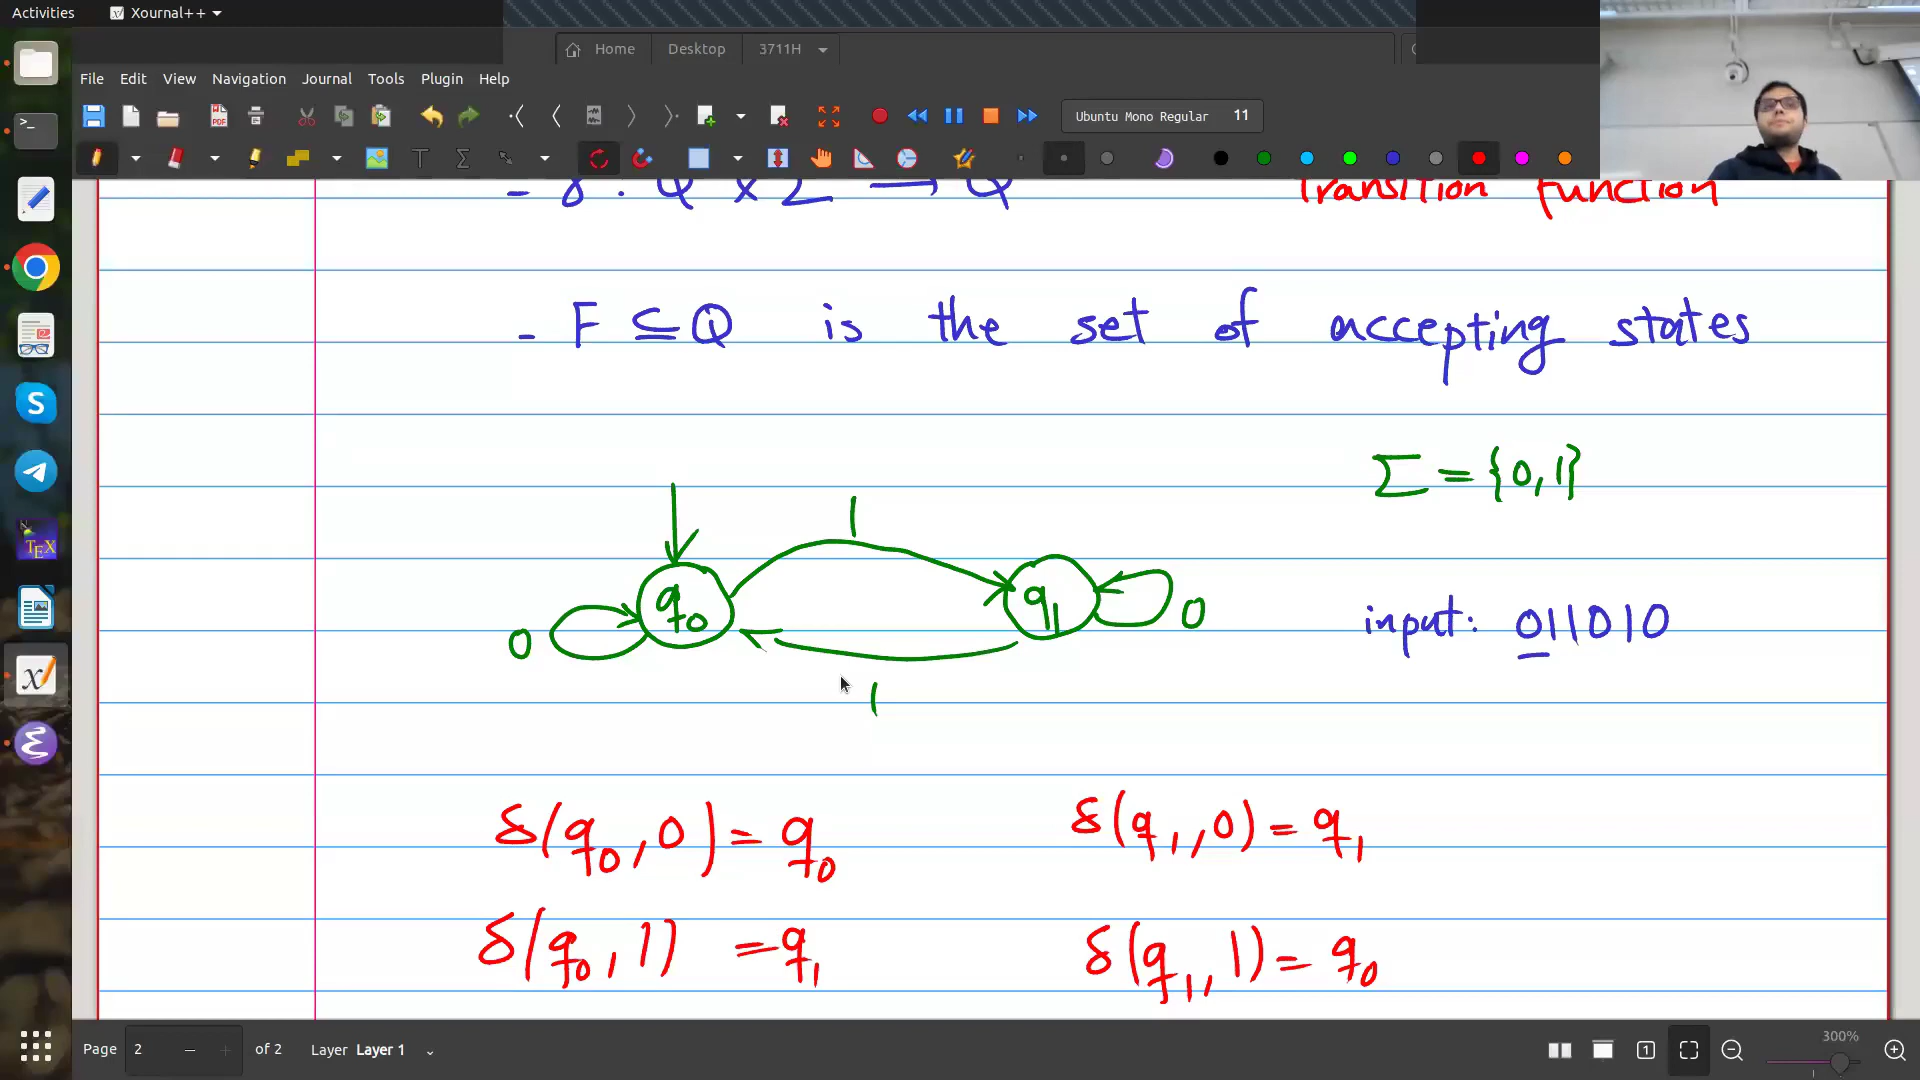 Activities Xournal++
Home Desktop 3711H
File Edit View Navigation Journal Tools Plugin Help
Ubuntu Mono Regular 11
- δ : Q × Σ → Q Transition function
- F ⊆ Q is the set of accepting states
Σ = {0,1}
1
q0 q1
0 0
input: 011010
1
δ(q0,0) = q0 δ(q1,0) = q1
δ(q0,1) = q1 δ(q1,1) = q0
Page 2 of 2 Layer Layer 1 300%